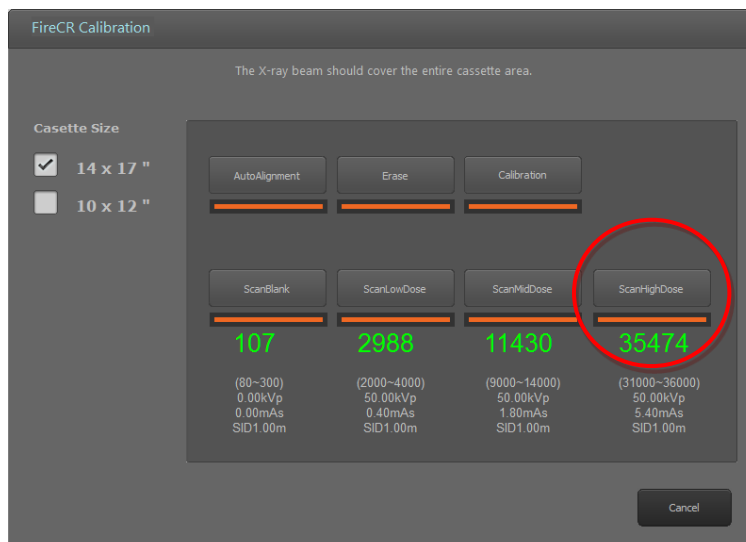 FireCR Calibration
The X-ray beam should cover the entire cassette area.
Casette Size
14 x 17 "
10 x 12 "
AutoAlignment Erase Calibration
ScanBlank ScanLowDose ScanMidDose ScanHighDose
107 2988 11430 35474
(80~300) (2000~4000) (9000~14000) (31000~36000)
0.00kVp 50.00kVp 50.00kVp 50.00kVp
0.00mAs 0.40mAs 1.80mAs 5.40mAs
SID1.00m SID1.00m SID1.00m SID1.00m
Cancel